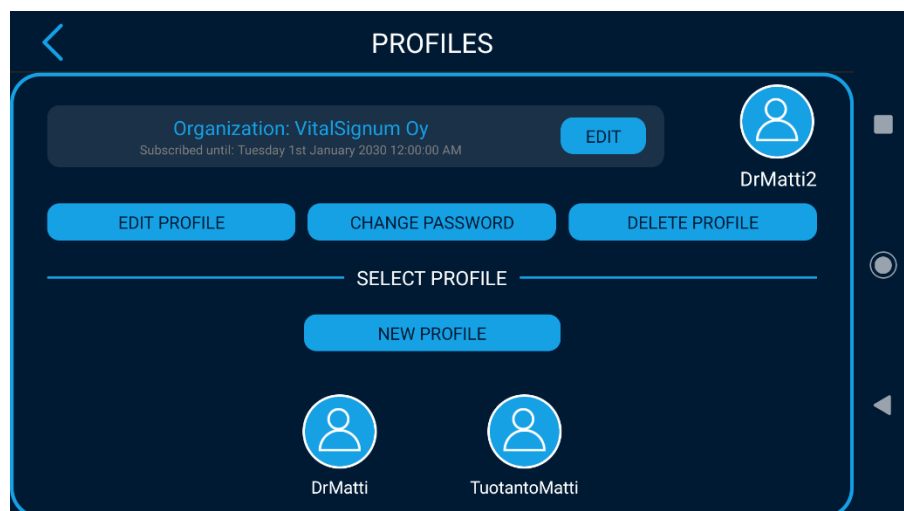 PROFILES
Organization: VitalSignum Oy
Subscribed until: Tuesday 1st January 2030 12:00:00 AM
EDIT
DrMatti2
EDIT PROFILE
CHANGE PASSWORD
DELETE PROFILE
SELECT PROFILE
NEW PROFILE
DrMatti
TuotantoMatti